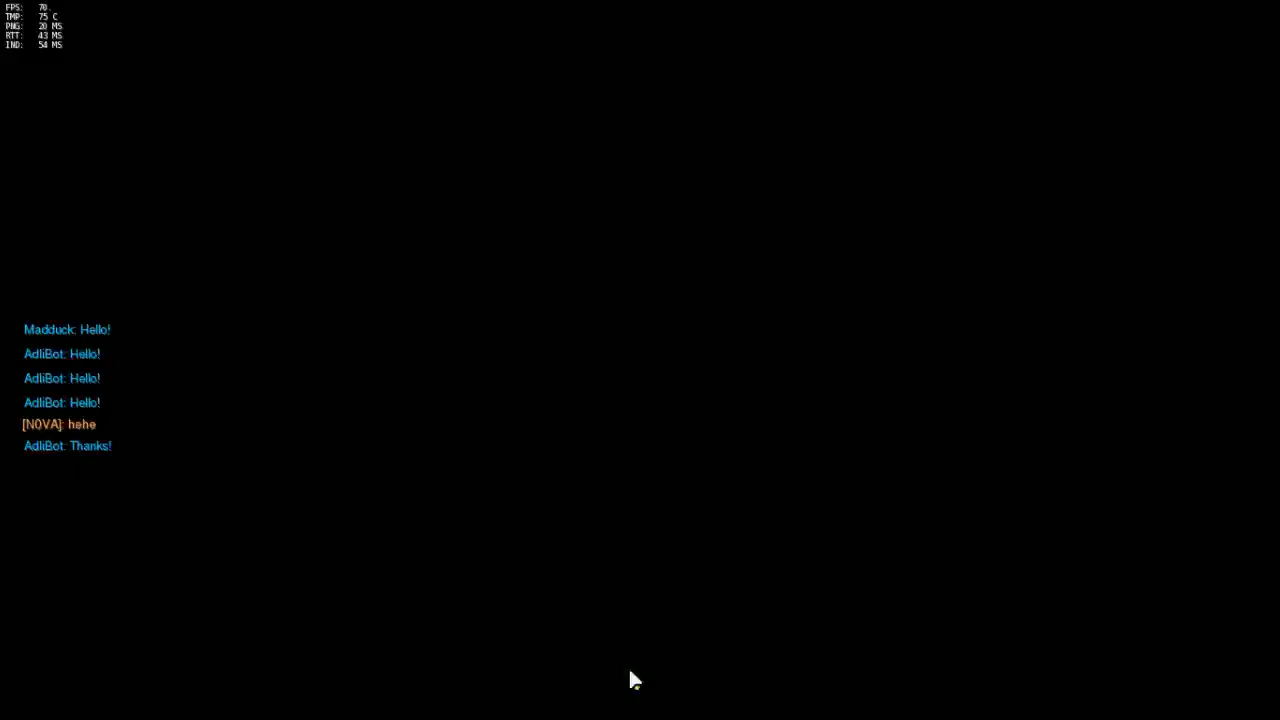 FPS: 70
TMP: 75 C
PNG: 20 MS
RTT: 43 MS
IND: 54 MS
Madduck: Hello!
AdliBot: Hello!
AdliBot: Hello!
AdliBot: Hello!
[N0VA]: hehe
AdliBot: Thanks!